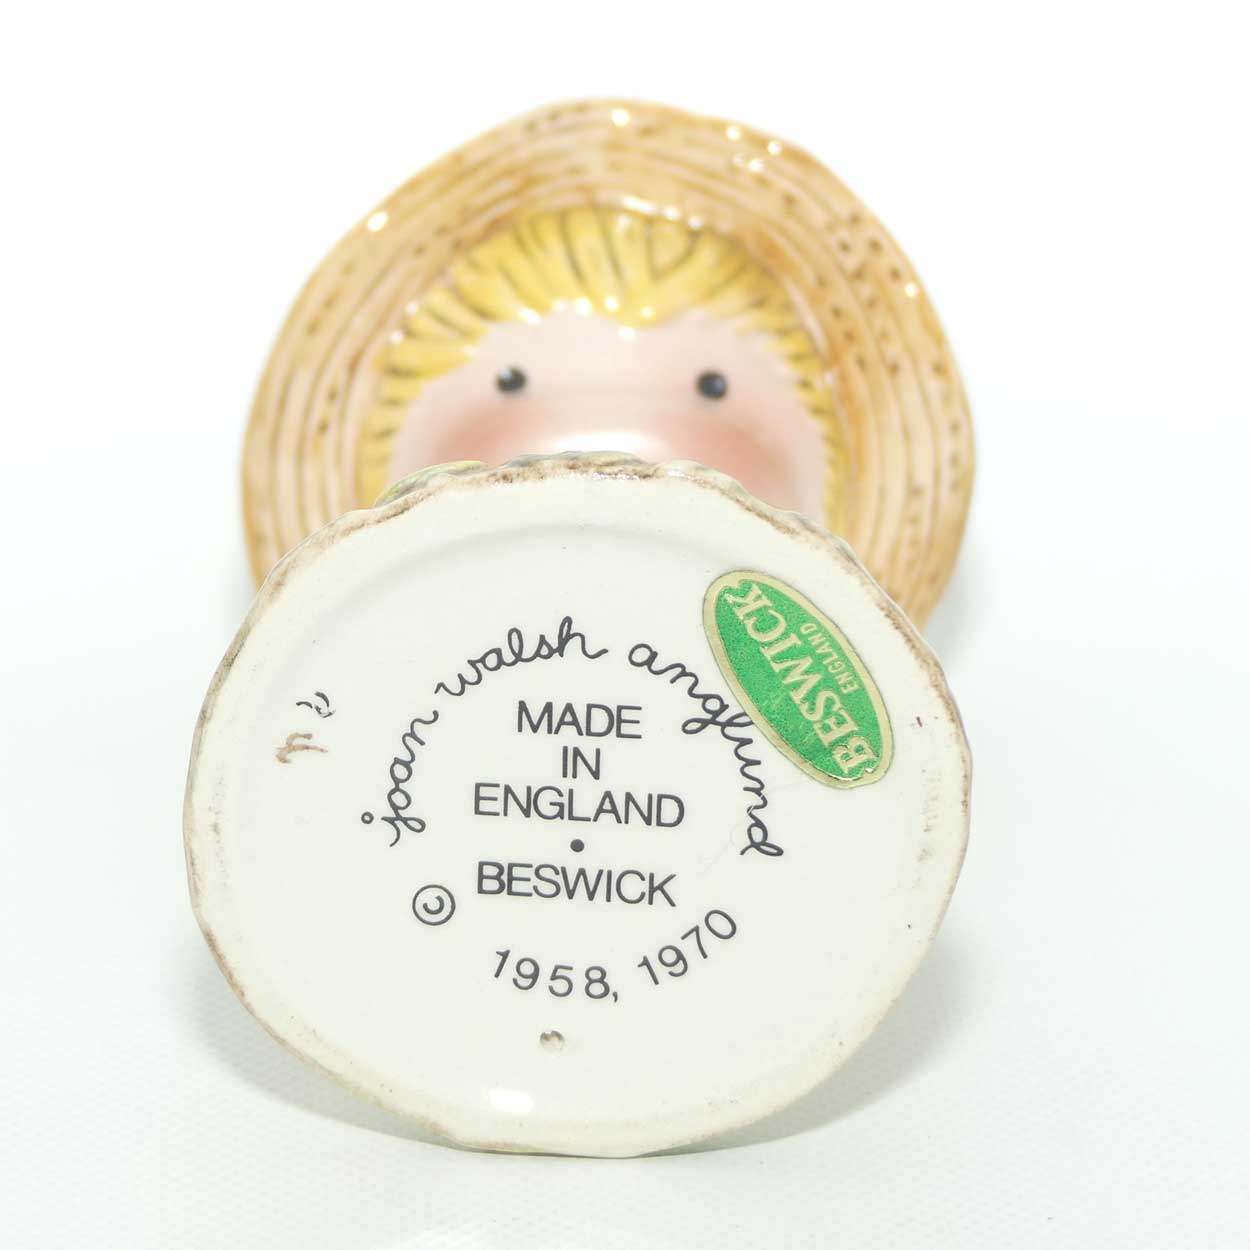 joan walsh anglund
MADE
IN
ENGLAND
•
BESWICK
© 1958, 1970
BESWICK
ENGLAND